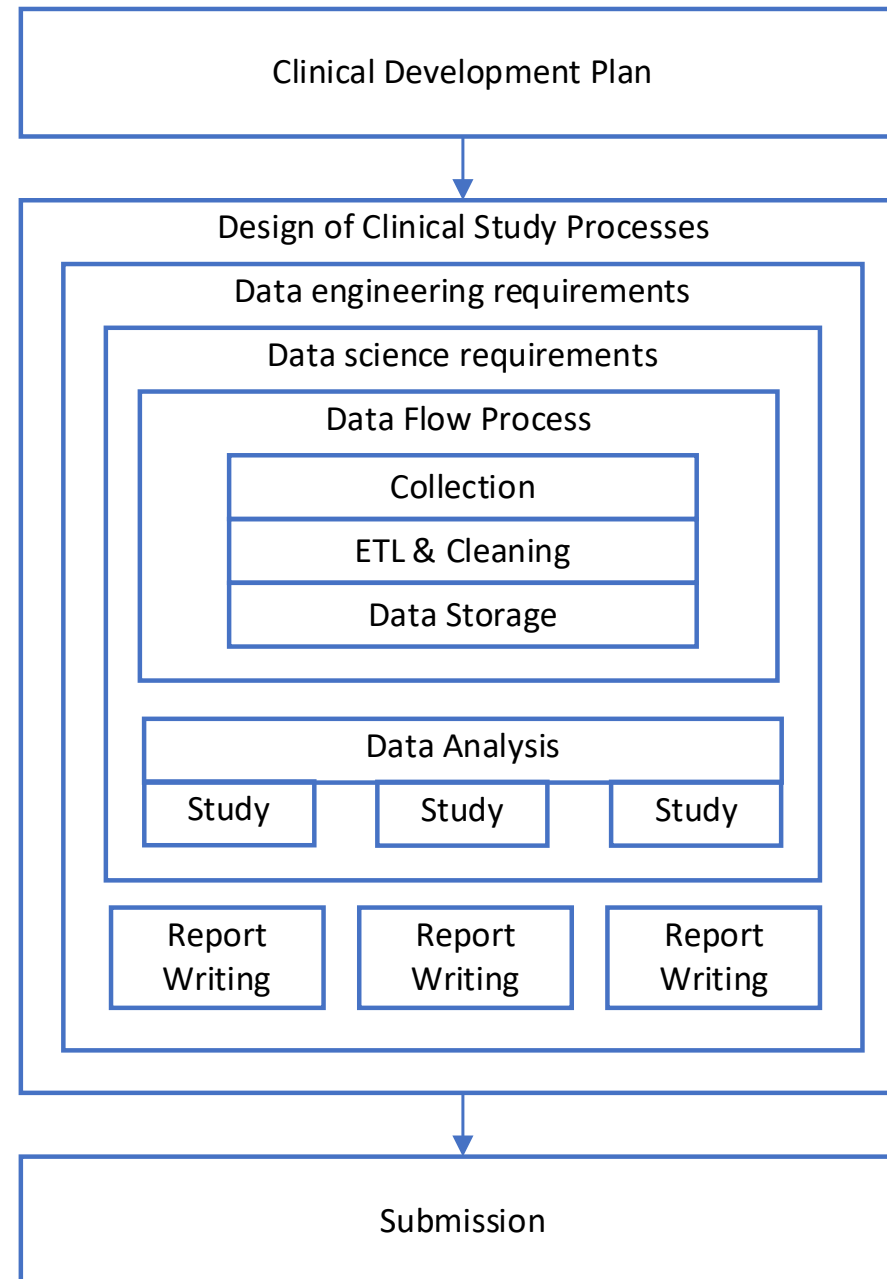 Clinical Development Plan
Design of Clinical Study Processes
Data engineering requirements
Data science requirements
Data Flow Process
Collection
ETL & Cleaning
Data Storage
Data Analysis
Study
Study
Study
Report
Writing
Report
Writing
Report
Writing
Submission